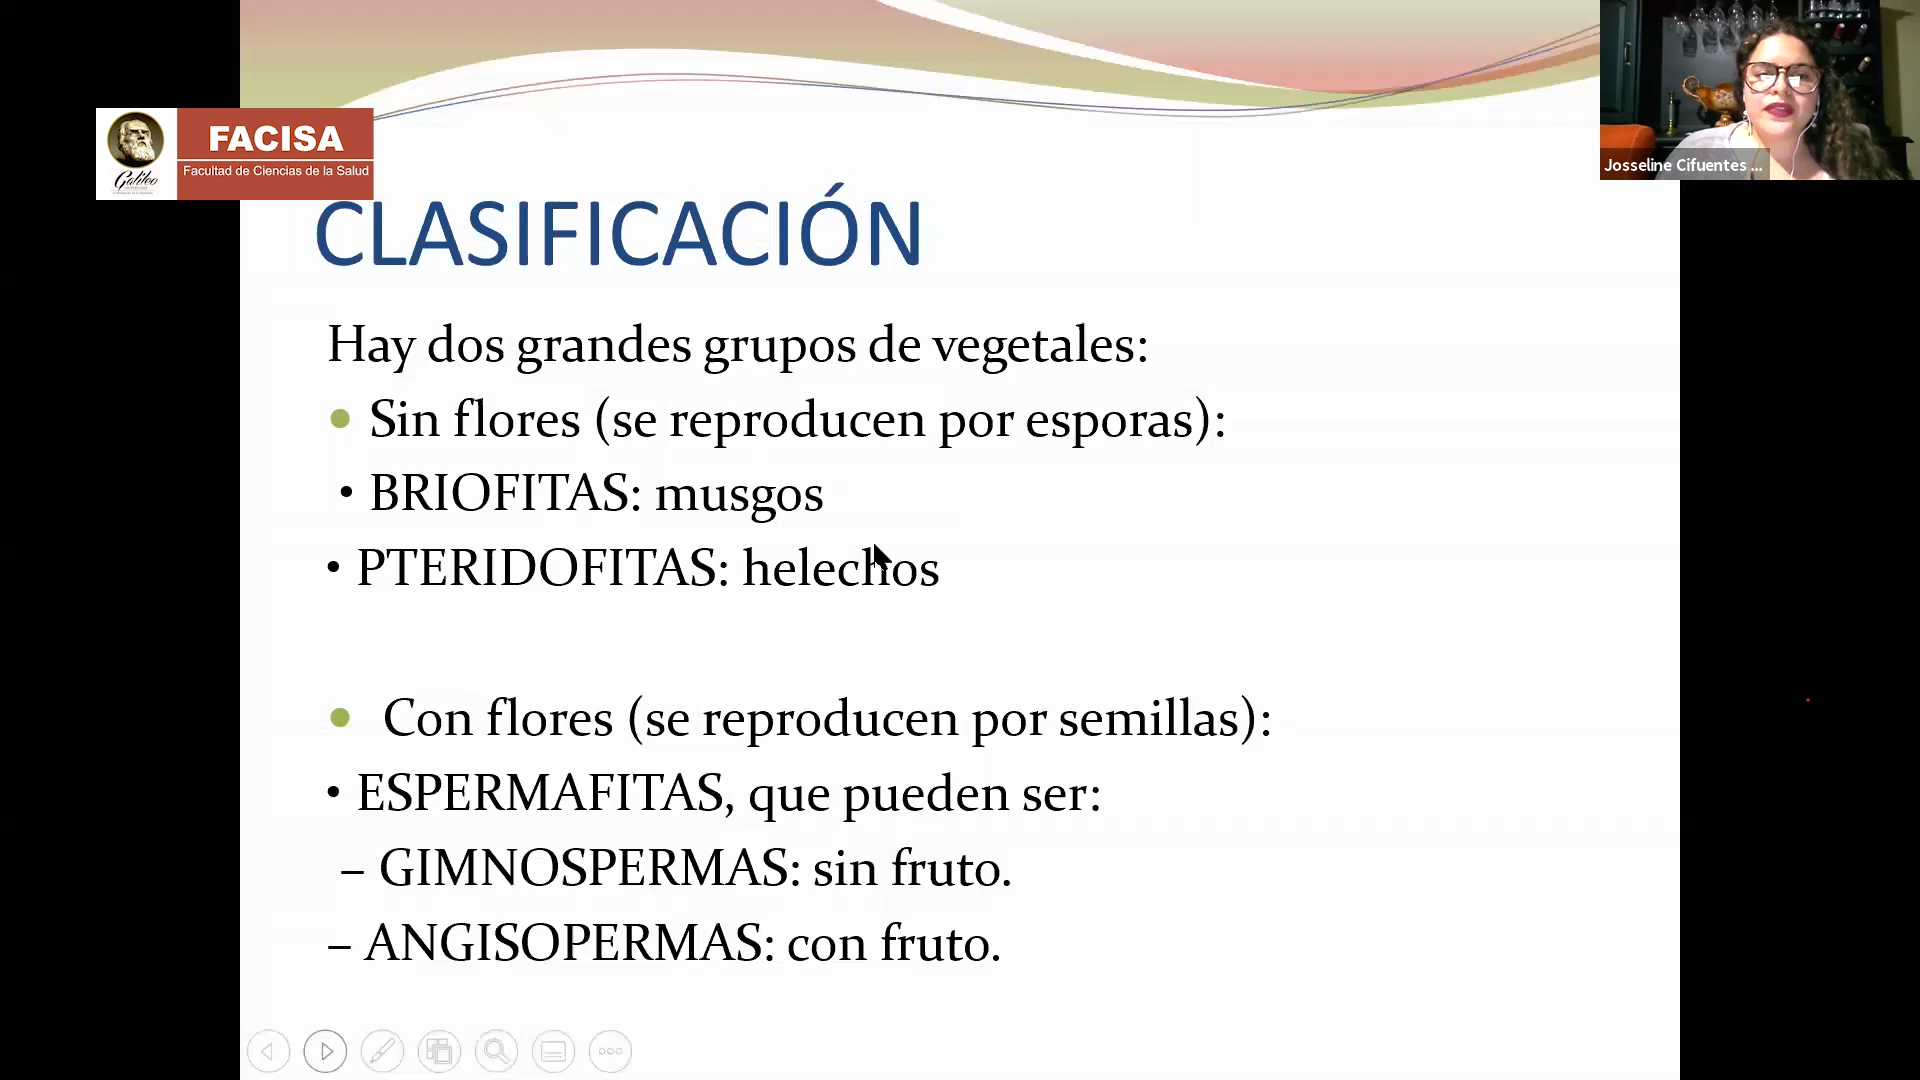 FACISA
Facultad de Ciencias de la Salud
Galileo
Josseline Cifuentes ...
CLASIFICACIÓN
Hay dos grandes grupos de vegetales:
Sin flores (se reproducen por esporas):
• BRIOFITAS: musgos
• PTERIDOFITAS: helechos
Con flores (se reproducen por semillas):
• ESPERMAFITAS, que pueden ser:
– GIMNOSPERMAS: sin fruto.
– ANGISOPERMAS: con fruto.